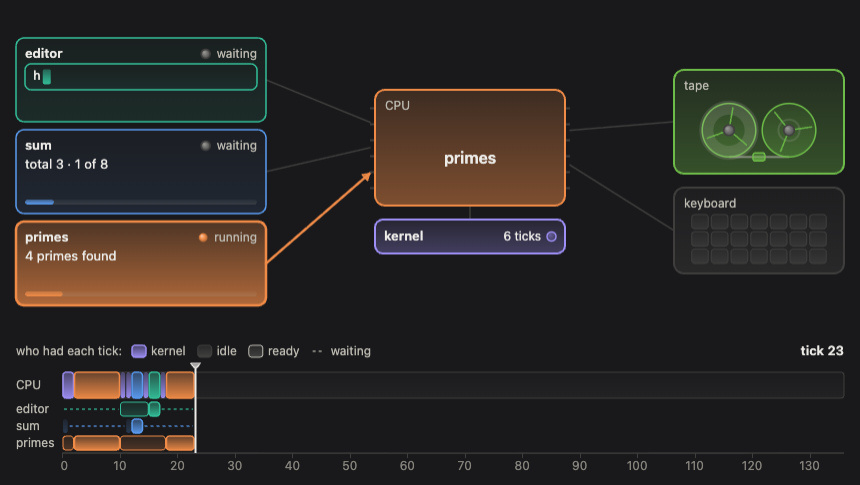 editor
waiting
h
sum
waiting
total 3 · 1 of 8
primes
running
4 primes found
CPU
primes
kernel
6 ticks
tape
keyboard
who had each tick:
kernel
idle
ready
waiting
tick 23
CPU
editor
sum
primes
0 10 20 30 40 50 60 70 80 90 100 110 120 130